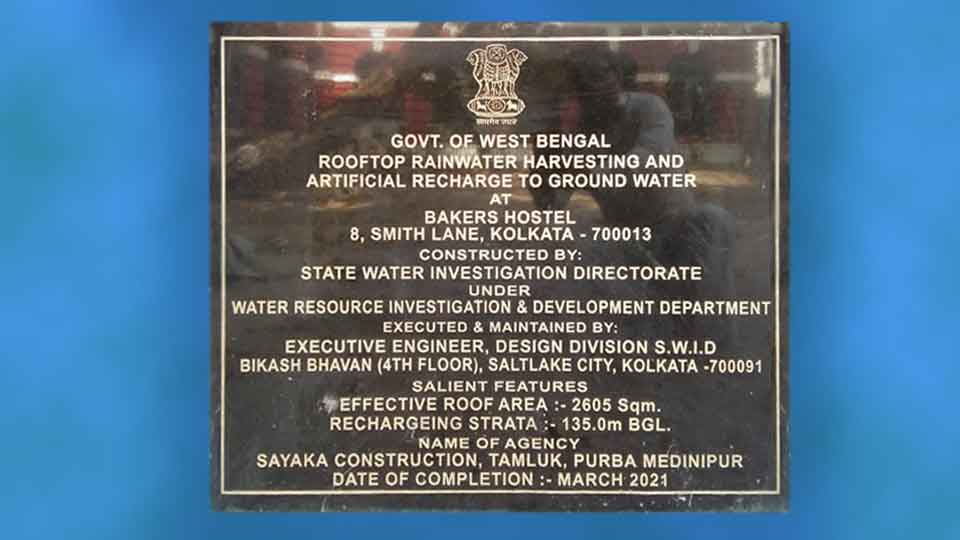 सत्यमेव जयते
GOVT. OF WEST BENGAL
ROOFTOP RAINWATER HARVESTING AND
ARTIFICIAL RECHARGE TO GROUND WATER
AT
BAKERS HOSTEL
8, SMITH LANE, KOLKATA - 700013
CONSTRUCTED BY:
STATE WATER INVESTIGATION DIRECTORATE
UNDER
WATER RESOURCE INVESTIGATION & DEVELOPMENT DEPARTMENT
EXECUTED & MAINTAINED BY:
EXECUTIVE ENGINEER, DESIGN DIVISION S.W.I.D
BIKASH BHAVAN (4TH FLOOR), SALTLAKE CITY, KOLKATA -700091
SALIENT FEATURES
EFFECTIVE ROOF AREA :- 2605 Sqm.
RECHARGEING STRATA :- 135.0m BGL.
NAME OF AGENCY
SAYAKA CONSTRUCTION, TAMLUK, PURBA MEDINIPUR
DATE OF COMPLETION :- MARCH 2021